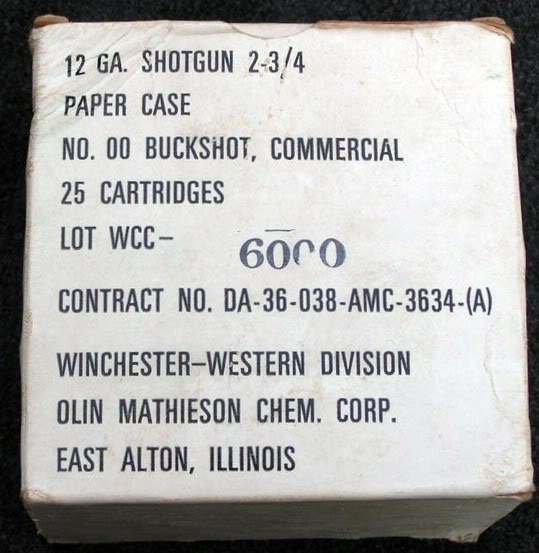 12 GA. SHOTGUN 2-3/4
PAPER CASE
NO. 00 BUCKSHOT, COMMERCIAL
25 CARTRIDGES
LOT WCC- 6000
CONTRACT NO. DA-36-038-AMC-3634-(A)
WINCHESTER-WESTERN DIVISION
OLIN MATHIESON CHEM. CORP.
EAST ALTON, ILLINOIS